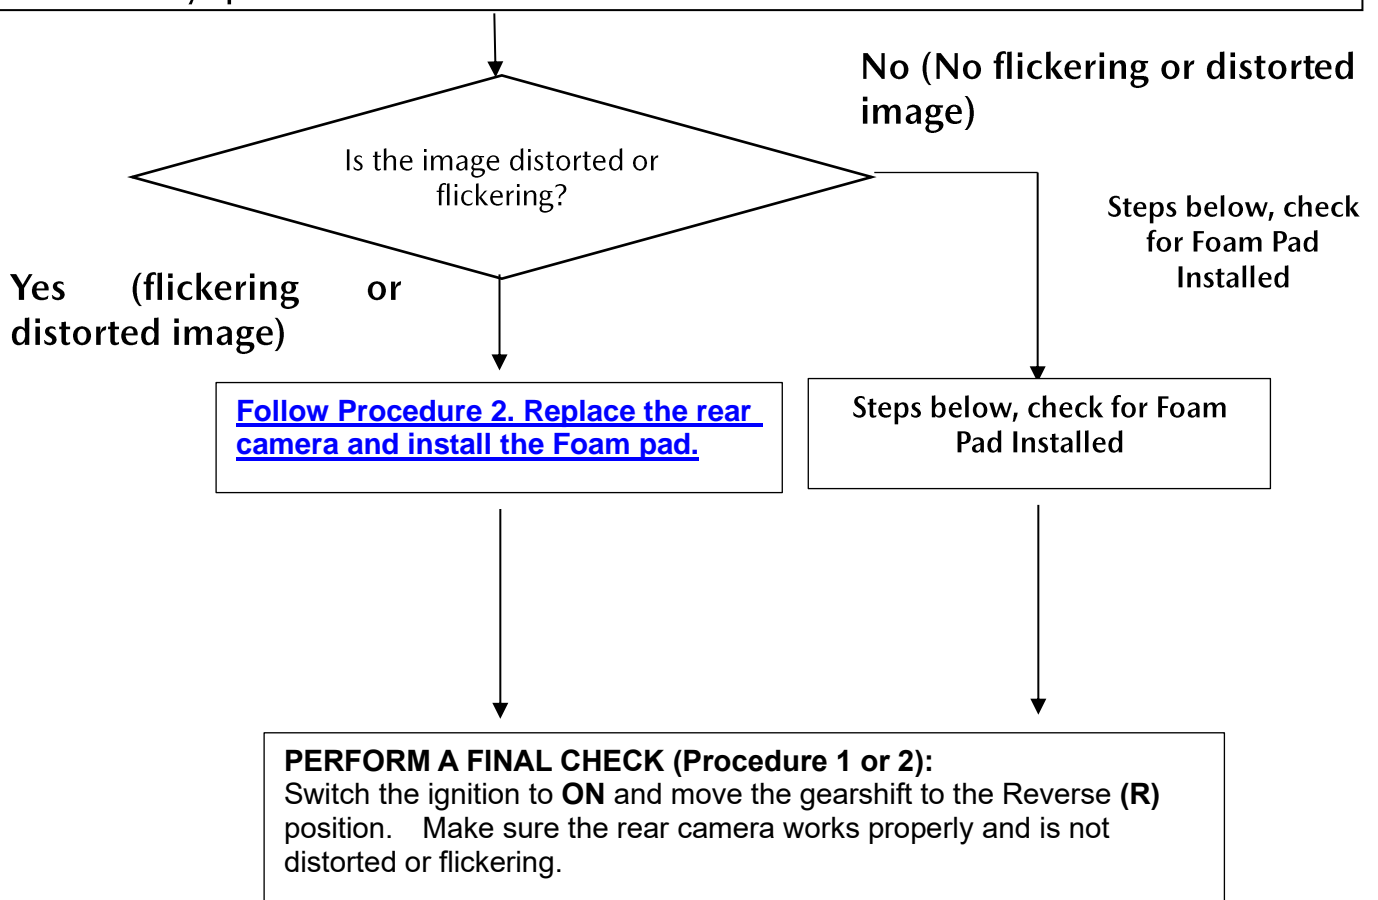 No (No flickering or distorted
image)
Is the image distorted or
flickering?
Steps below, check
for Foam Pad
Installed
Yes (flickering or
distorted image)
Follow Procedure 2. Replace the rear
camera and install the Foam pad.
Steps below, check for Foam
Pad Installed
PERFORM A FINAL CHECK (Procedure 1 or 2):
Switch the ignition to ON and move the gearshift to the Reverse (R)
position. Make sure the rear camera works properly and is not
distorted or flickering.